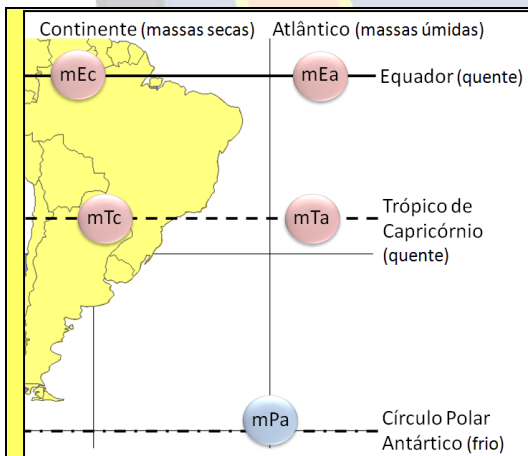 Continente (massas secas)
Atlântico (massas úmidas)
mEc
mEa
Equador (quente)
mTc
mTa
Trópico de
Capricórnio
(quente)
mPa
Círculo Polar
Antártico (frio)